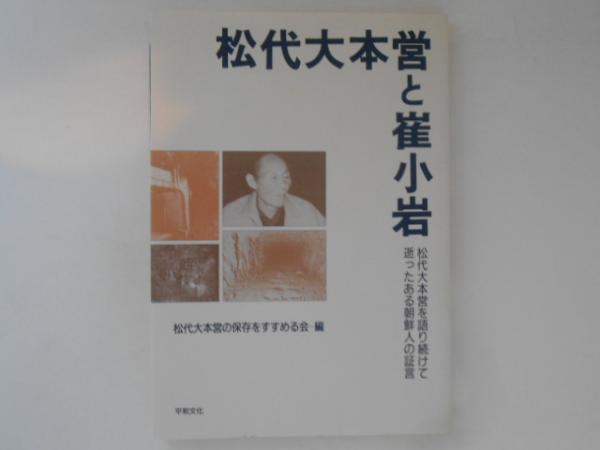 松代大本営と崔小岩
松代大本営を語り続けて
逝ったある朝鮮人の証言
松代大本営の保存をすすめる会=編
平和文化